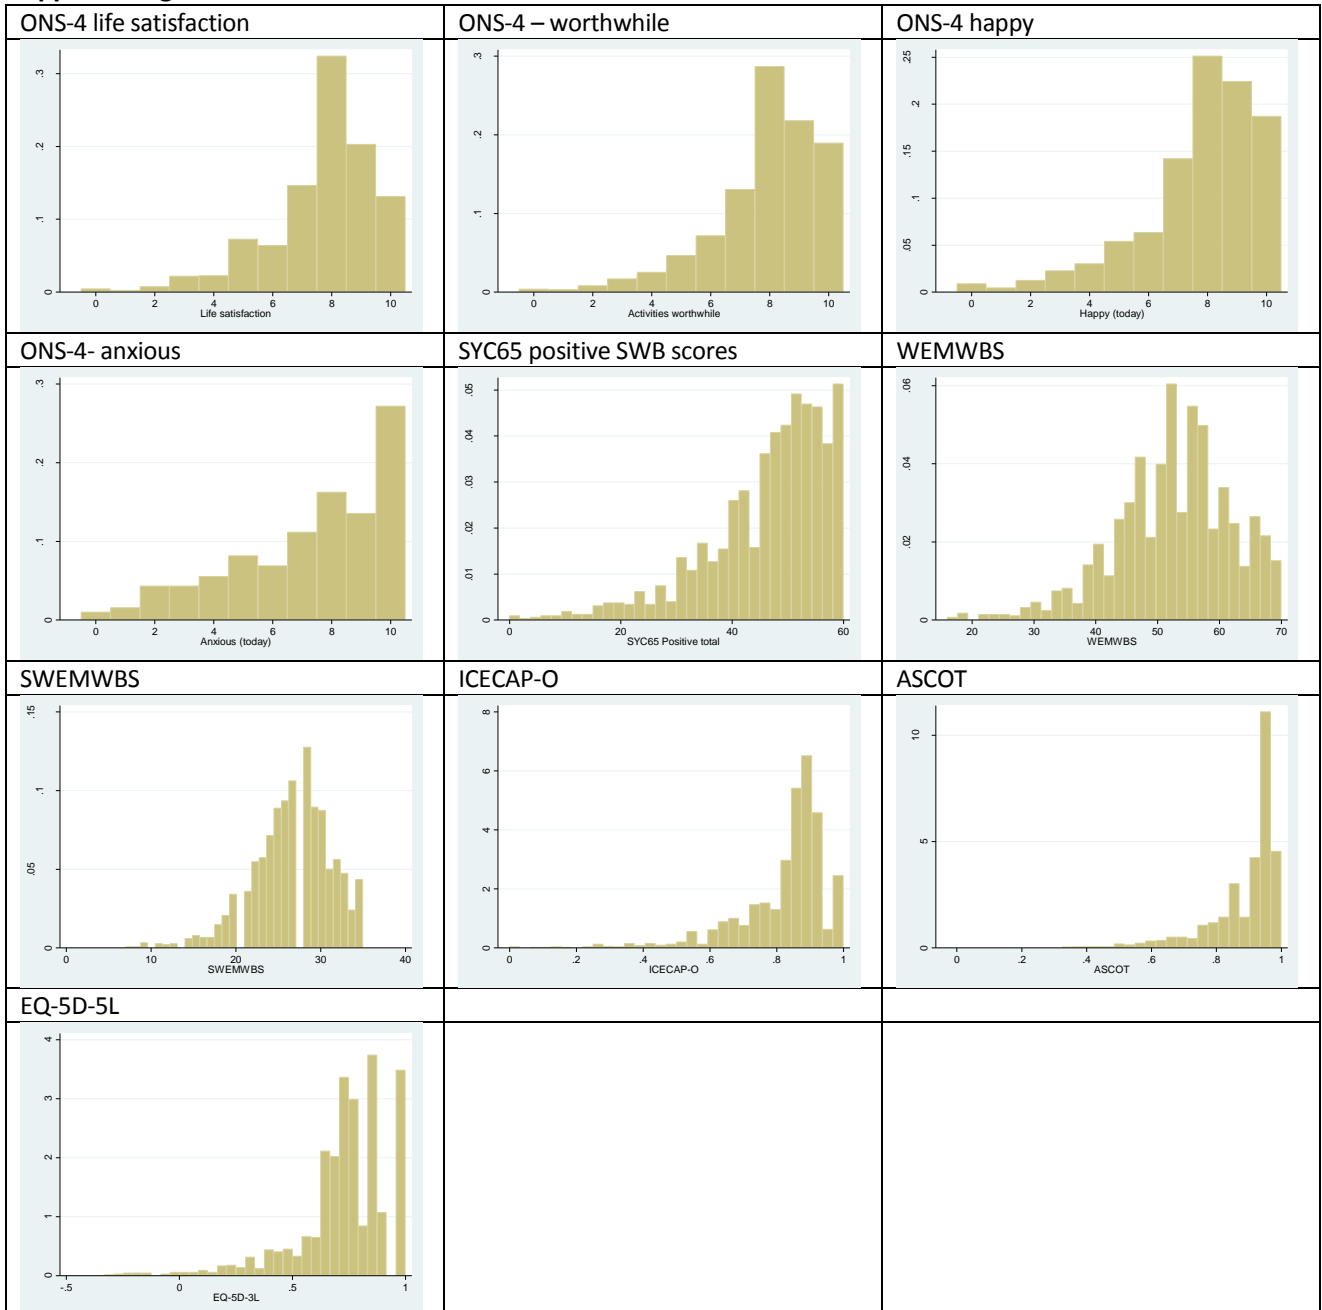 ONS-4 life satisfaction
0 .1 .2 .3
0 2 4 6 8 10
Life satisfaction
ONS-4 – worthwhile
0 .1 .2 .3
0 2 4 6 8 10
Activities worthwhile
ONS-4 happy
0 .05 .1 .15 .2 .25
0 2 4 6 8 10
Happy (today)
ONS-4- anxious
0 .1 .2 .3
0 2 4 6 8 10
Anxious (today)
SYC65 positive SWB scores
0 .01 .02 .03 .04 .05
0 20 40 60
SYC65 Positive total
WEMWBS
0 .02 .04 .06
20 30 40 50 60 70
WEMWBS
SWEMWBS
0 .05 .1 .15
0 10 20 30 40
SWEMWBS
ICECAP-O
0 2 4 6 8
0 .2 .4 .6 .8 1
ICECAP-O
ASCOT
0 5 10
0 .2 .4 .6 .8 1
ASCOT
EQ-5D-5L
0 1 2 3 4
-.5 0 .5 1
EQ-5D-3L